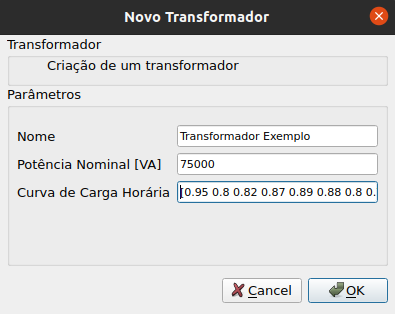 Novo Transformador
Transformador
Criação de um transformador
Parâmetros
Nome
Transformador Exemplo
Potência Nominal [VA]
75000
Curva de Carga Horária
[0.95 0.8 0.82 0.87 0.89 0.88 0.8 0.
Cancel
OK